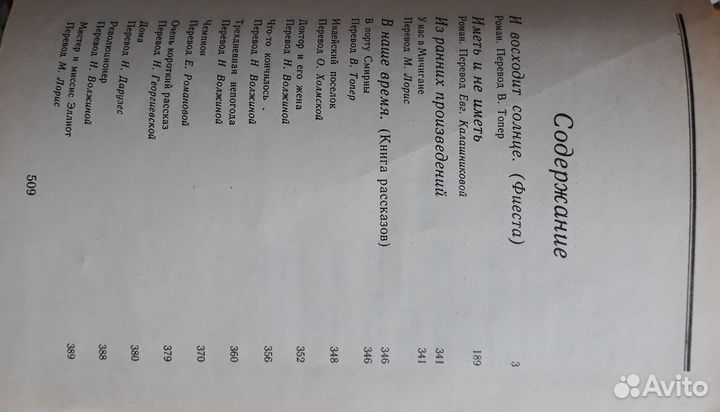 Содержание
И восходит солнце. (Фиеста)
Роман. Перевод В. Топер 3
Иметь и не иметь
Роман. Перевод Евг. Калашниковой 189
Из ранних произведений 341
У нас в Мичигане
Перевод М. Лорис 341
В наше время. (Книга рассказов) 346
В порту Смирны
Перевод В. Топер 346
Индейский поселок
Перевод О. Холмской 348
Доктор и его жена
Перевод Н. Волжиной 352
Что-то кончилось .
Перевод Н Волжиной 356
Трехдневная непогода
Перевод Н Волжиной 360
Чемпион
Перевод Е. Романовой 370
Очень короткий рассказ
Перевод Н Георгиевской 379
Дома
Перевод Н. Дарузес 380
Революционер
Перевод Н. Волжиной 388
Мистер и миссис Эллиот
Перевод М. Лорис 389
509
Avito